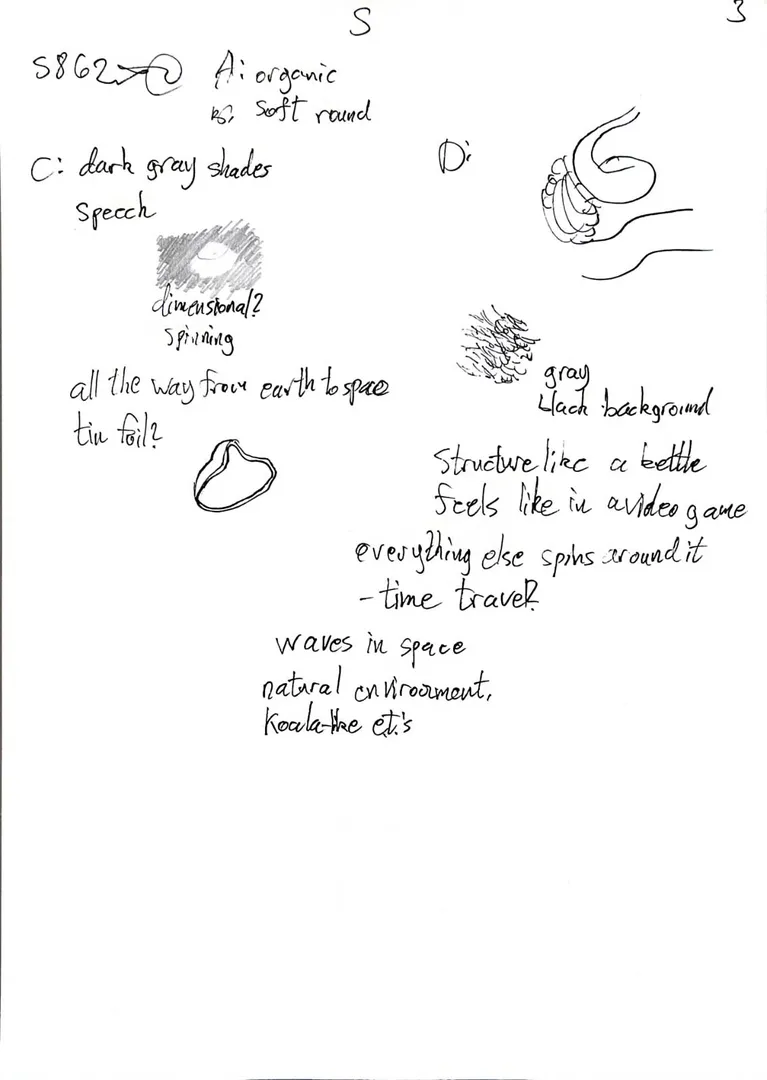 S
3
S862
A: organic
B: soft round
C: dark gray shades
speech
D:
dimensional?
spinning
all the way from earth to space
tin foil?
gray
black background
Structure like a bettle
feels like in a video game
everything else spins around it
- time travel?
waves in space
natural environment,
Koala-like et's